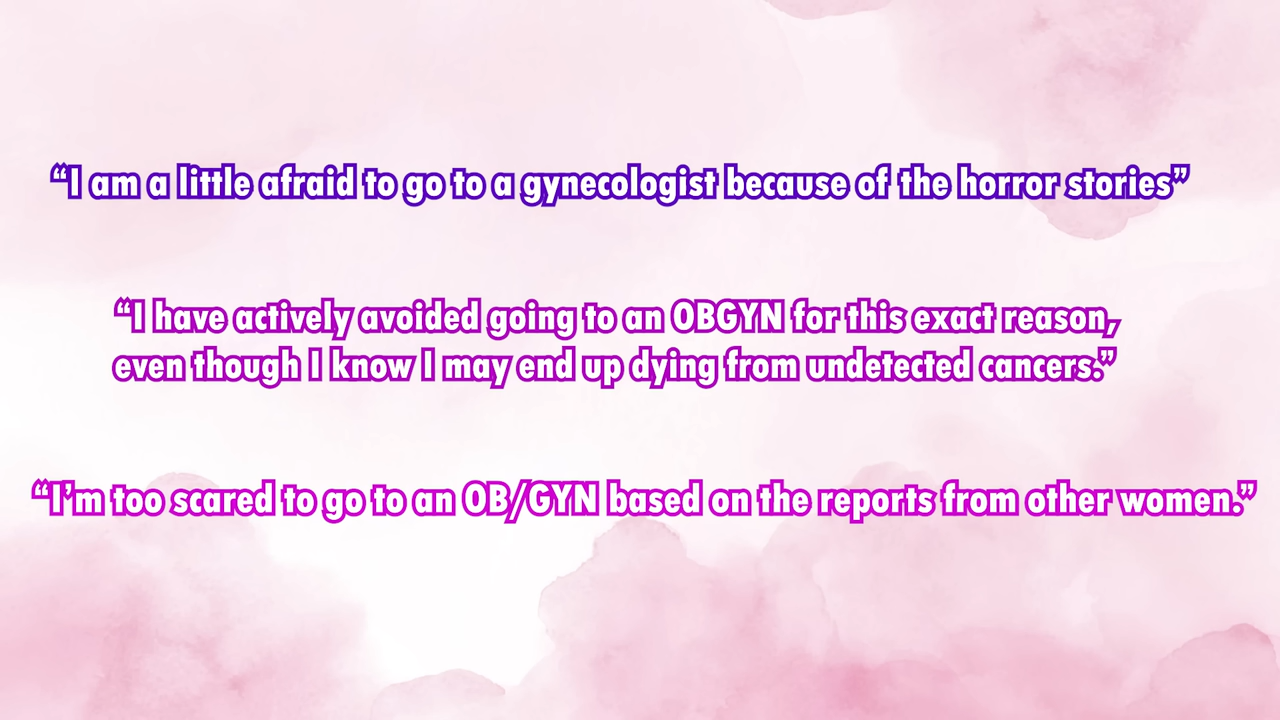 “I am a little afraid to go to a gynecologist because of the horror stories”
“I have actively avoided going to an OBGYN for this exact reason,
even though I know I may end up dying from undetected cancers.”
“I’m too scared to go to an OB/GYN based on the reports from other women.”